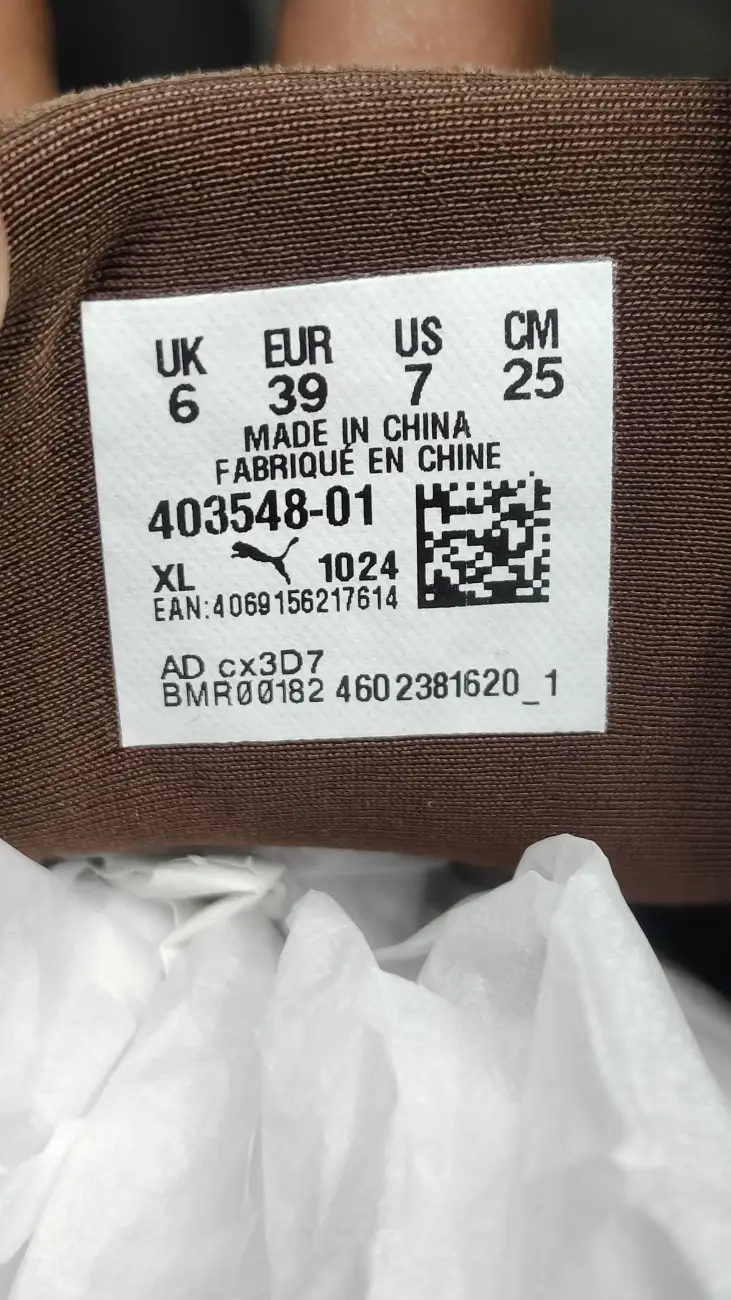 UK EUR US CM
6 39 7 25
MADE IN CHINA
FABRIQUÉ EN CHINE
403548-01
XL 1024
EAN:4069156217614
AD cx3D7
BMR00182 4602381620_1